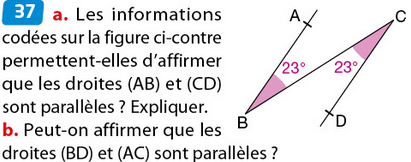 37 a. Les informations
codées sur la figure ci-contre
permettent-elles d'affirmer
que les droites (AB) et (CD)
sont parallèles ? Expliquer.
b. Peut-on affirmer que les
droites (BD) et (AC) sont parallèles ?
A
C
23° 23°
B
D